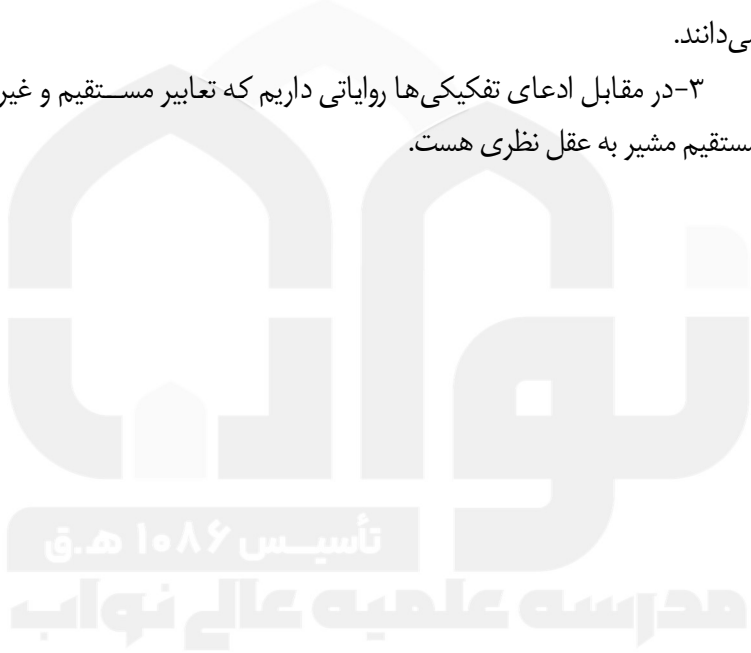 می‌دانند.
۳-در مقابل ادعای تفکیکی‌ها روایاتی داریم که تعابیر مستقیم و غیر
مستقیم مشیر به عقل نظری هست.
تأسیس ۱۰۸۶ ه.ق
مدرسه علمیه عالی نواب